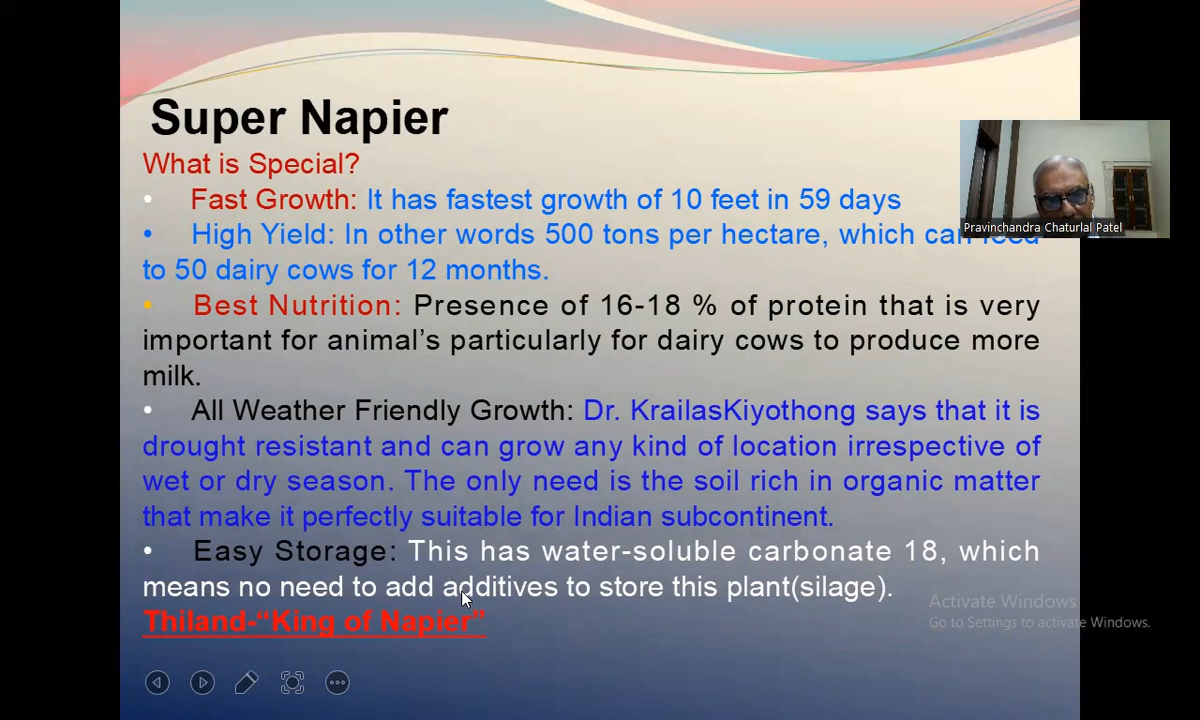 Super Napier
What is Special?
• Fast Growth: It has fastest growth of 10 feet in 59 days
• High Yield: In other words 500 tons per hectare, which can feed
to 50 dairy cows for 12 months.
• Best Nutrition: Presence of 16-18 % of protein that is very
important for animal’s particularly for dairy cows to produce more
milk.
• All Weather Friendly Growth: Dr. KrailasKiyothong says that it is
drought resistant and can grow any kind of location irrespective of
wet or dry season. The only need is the soil rich in organic matter
that make it perfectly suitable for Indian subcontinent.
• Easy Storage: This has water-soluble carbonate 18, which
means no need to add additives to store this plant(silage).
Thiland-“King of Napier”
Pravinchandra Chaturlal Patel
Activate Windows
Go to Settings to activate Windows.